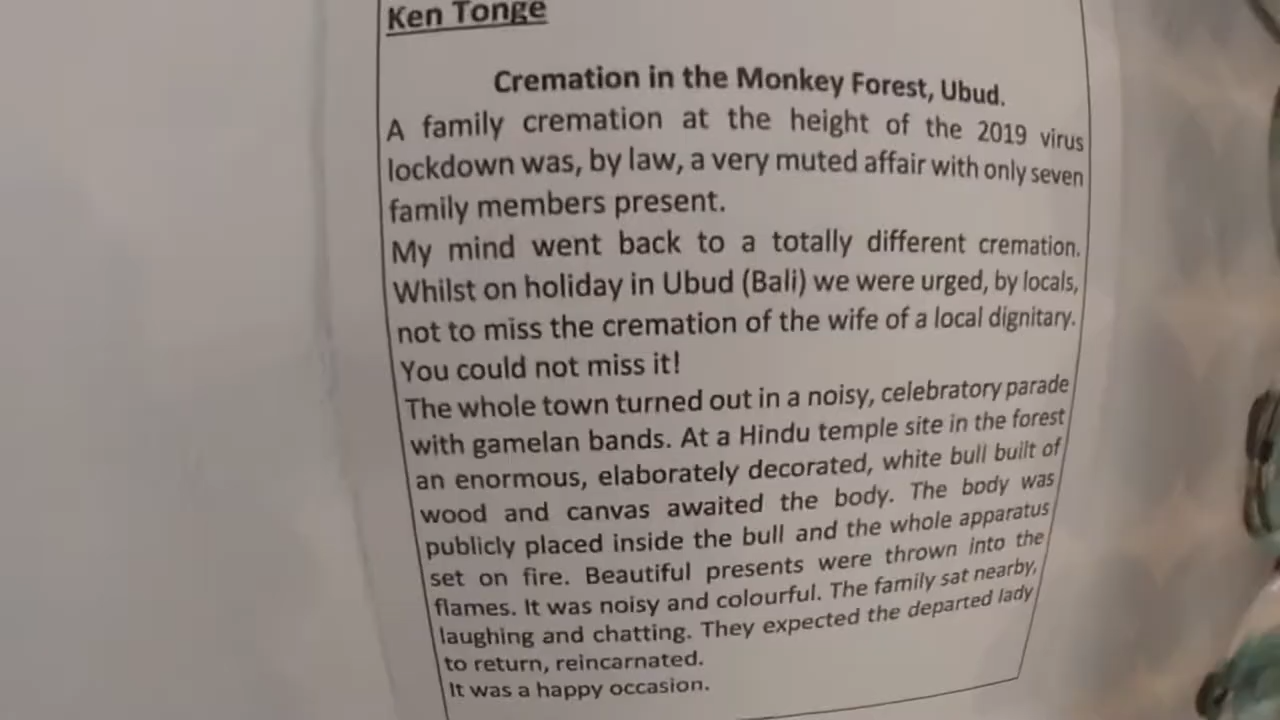 Ken Tonge
Cremation in the Monkey Forest, Ubud.
A family cremation at the height of the 2019 virus
lockdown was, by law, a very muted affair with only seven
family members present.
My mind went back to a totally different cremation.
Whilst on holiday in Ubud (Bali) we were urged, by locals,
not to miss the cremation of the wife of a local dignitary.
You could not miss it!
The whole town turned out in a noisy, celebratory parade
with gamelan bands. At a Hindu temple site in the forest
an enormous, elaborately decorated, white bull built of
wood and canvas awaited the body. The body was
publicly placed inside the bull and the whole apparatus
set on fire. Beautiful presents were thrown into the
flames. It was noisy and colourful. The family sat nearby,
laughing and chatting. They expected the departed lady
to return, reincarnated.
It was a happy occasion.